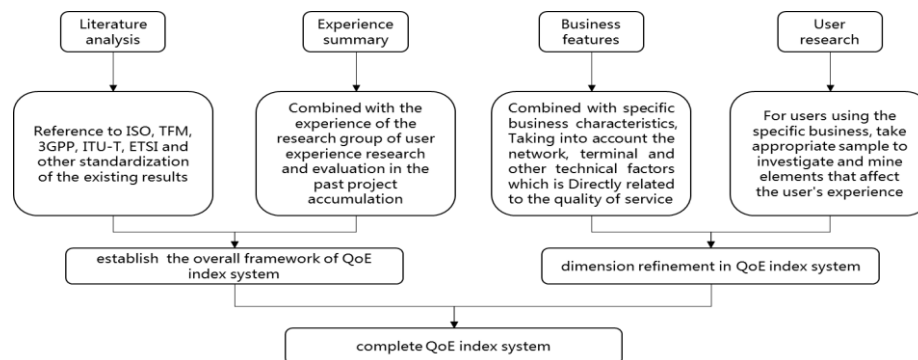 Literature
analysis
Experience
summary
Business
features
User
research
Reference to ISO, TFM,
3GPP, ITU-T, ETSI and
other standardization
of the existing results
Combined with the
experience of the
research group of user
experience research
and evaluation in the
past project
accumulation
Combined with specific
business characteristics,
Taking into account the
network, terminal and
other technical factors
which is Directly related
to the quality of service
For users using the
specific business, take
appropriate sample to
investigate and mine
elements that affect
the user's experience
establish the overall framework of QoE
index system
dimension refinement in QoE index system
complete QoE index system